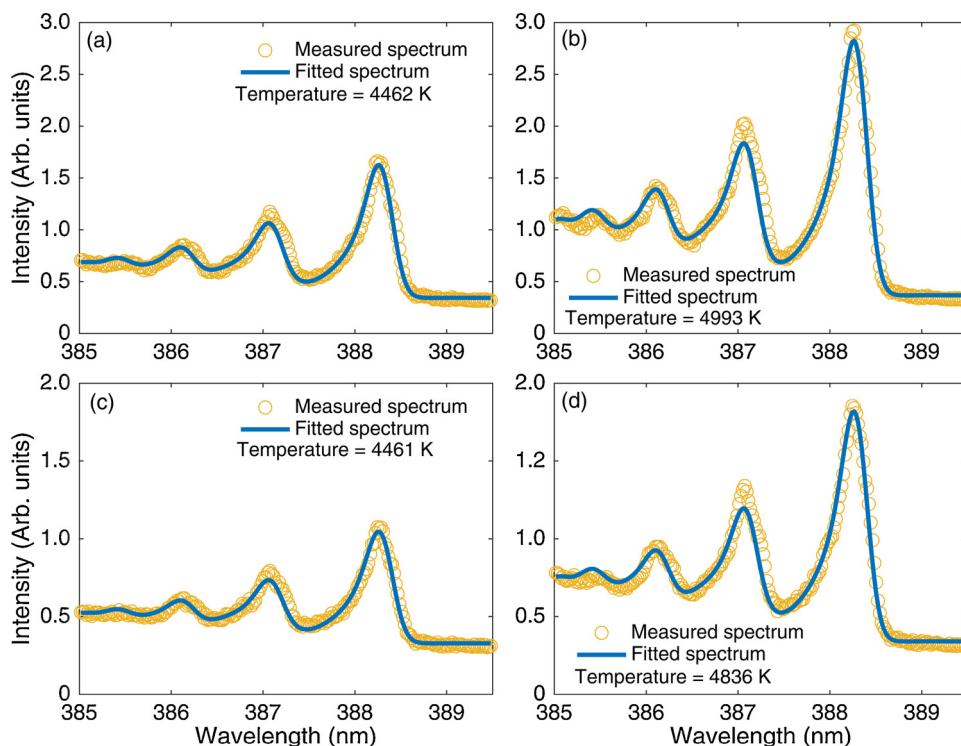 (a)
Measured spectrum
Fitted spectrum
Temperature = 4462 K
3.0
2.5
2.0
1.5
1.0
0.5
0
385 386 387 388 389
Intensity (Arb. units)
(b)
Measured spectrum
Fitted spectrum
Temperature = 4993 K
3.0
2.5
2.0
1.5
1.0
0.5
0
385 386 387 388 389
(c)
Measured spectrum
Fitted spectrum
Temperature = 4461 K
2.0
1.5
1.0
0.5
0
385 386 387 388 389
Intensity (Arb. units)
Wavelength (nm)
(d)
Measured spectrum
Fitted spectrum
Temperature = 4836 K
2.0
1.2
1.0
0.5
0
385 386 387 388 389
Wavelength (nm)